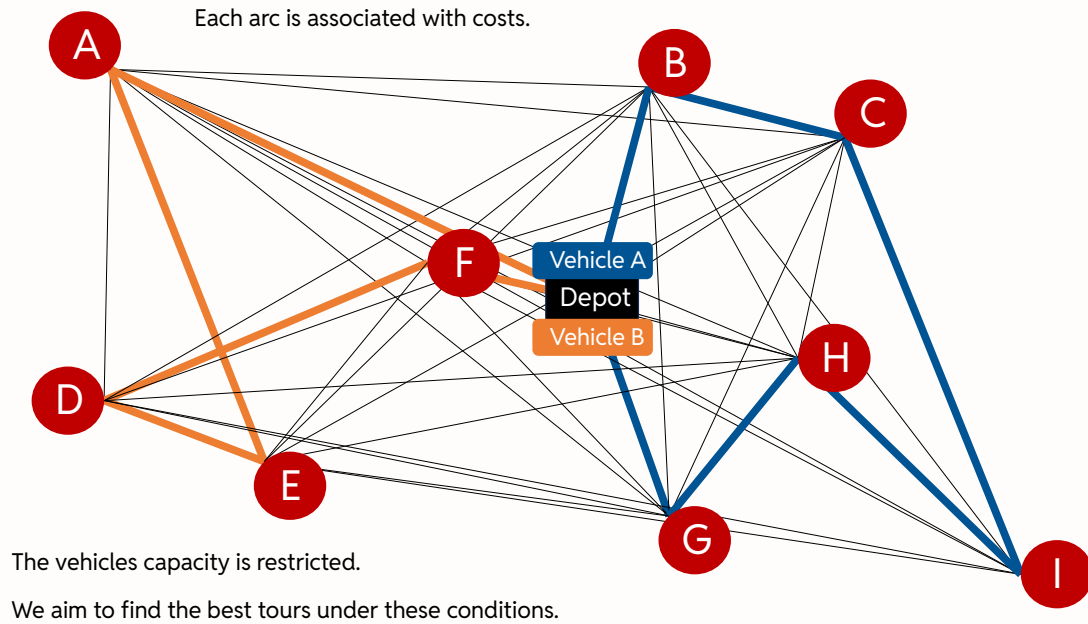 Each arc is associated with costs.
A
B
C
F
Vehicle A
Depot
Vehicle B
H
D
E
G
I
The vehicles capacity is restricted.
We aim to find the best tours under these conditions.